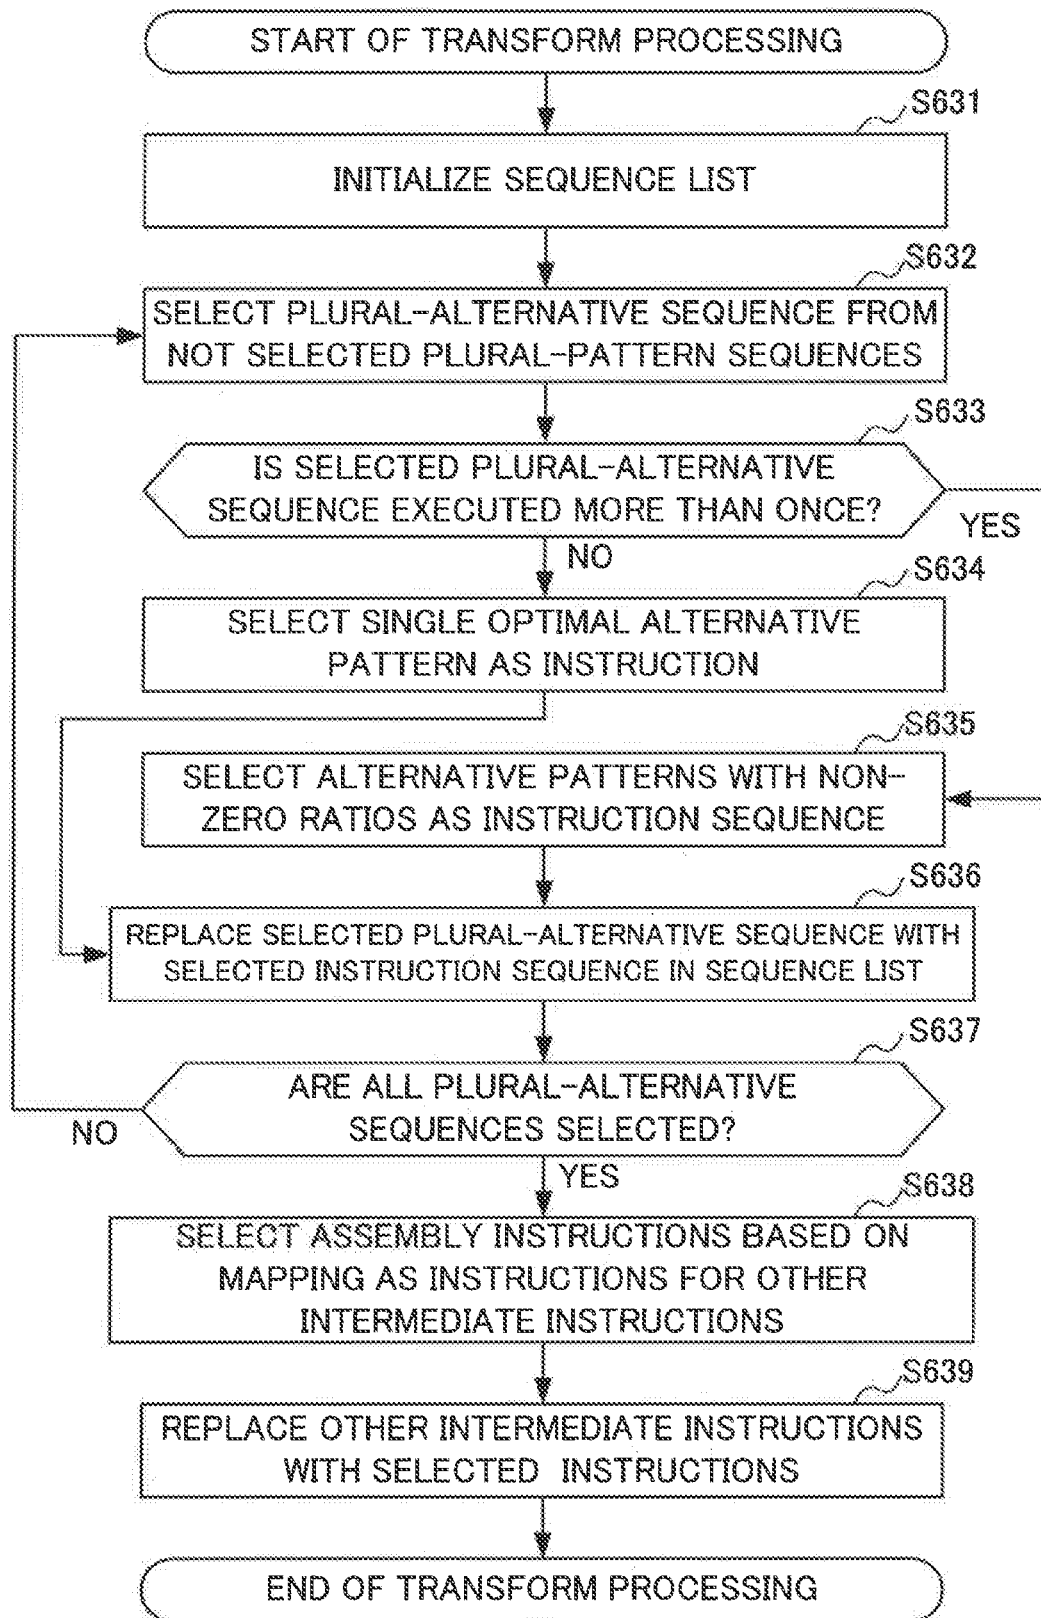 START OF TRANSFORM PROCESSING
S631
INITIALIZE SEQUENCE LIST
S632
SELECT PLURAL-ALTERNATIVE SEQUENCE FROM
NOT SELECTED PLURAL-PATTERN SEQUENCES
S633
IS SELECTED PLURAL-ALTERNATIVE
SEQUENCE EXECUTED MORE THAN ONCE?
YES
NO
S634
SELECT SINGLE OPTIMAL ALTERNATIVE
PATTERN AS INSTRUCTION
S635
SELECT ALTERNATIVE PATTERNS WITH NON-
ZERO RATIOS AS INSTRUCTION SEQUENCE
S636
REPLACE SELECTED PLURAL-ALTERNATIVE SEQUENCE WITH
SELECTED INSTRUCTION SEQUENCE IN SEQUENCE LIST
S637
ARE ALL PLURAL-ALTERNATIVE
SEQUENCES SELECTED?
NO
YES
S638
SELECT ASSEMBLY INSTRUCTIONS BASED ON
MAPPING AS INSTRUCTIONS FOR OTHER
INTERMEDIATE INSTRUCTIONS
S639
REPLACE OTHER INTERMEDIATE INSTRUCTIONS
WITH SELECTED INSTRUCTIONS
END OF TRANSFORM PROCESSING